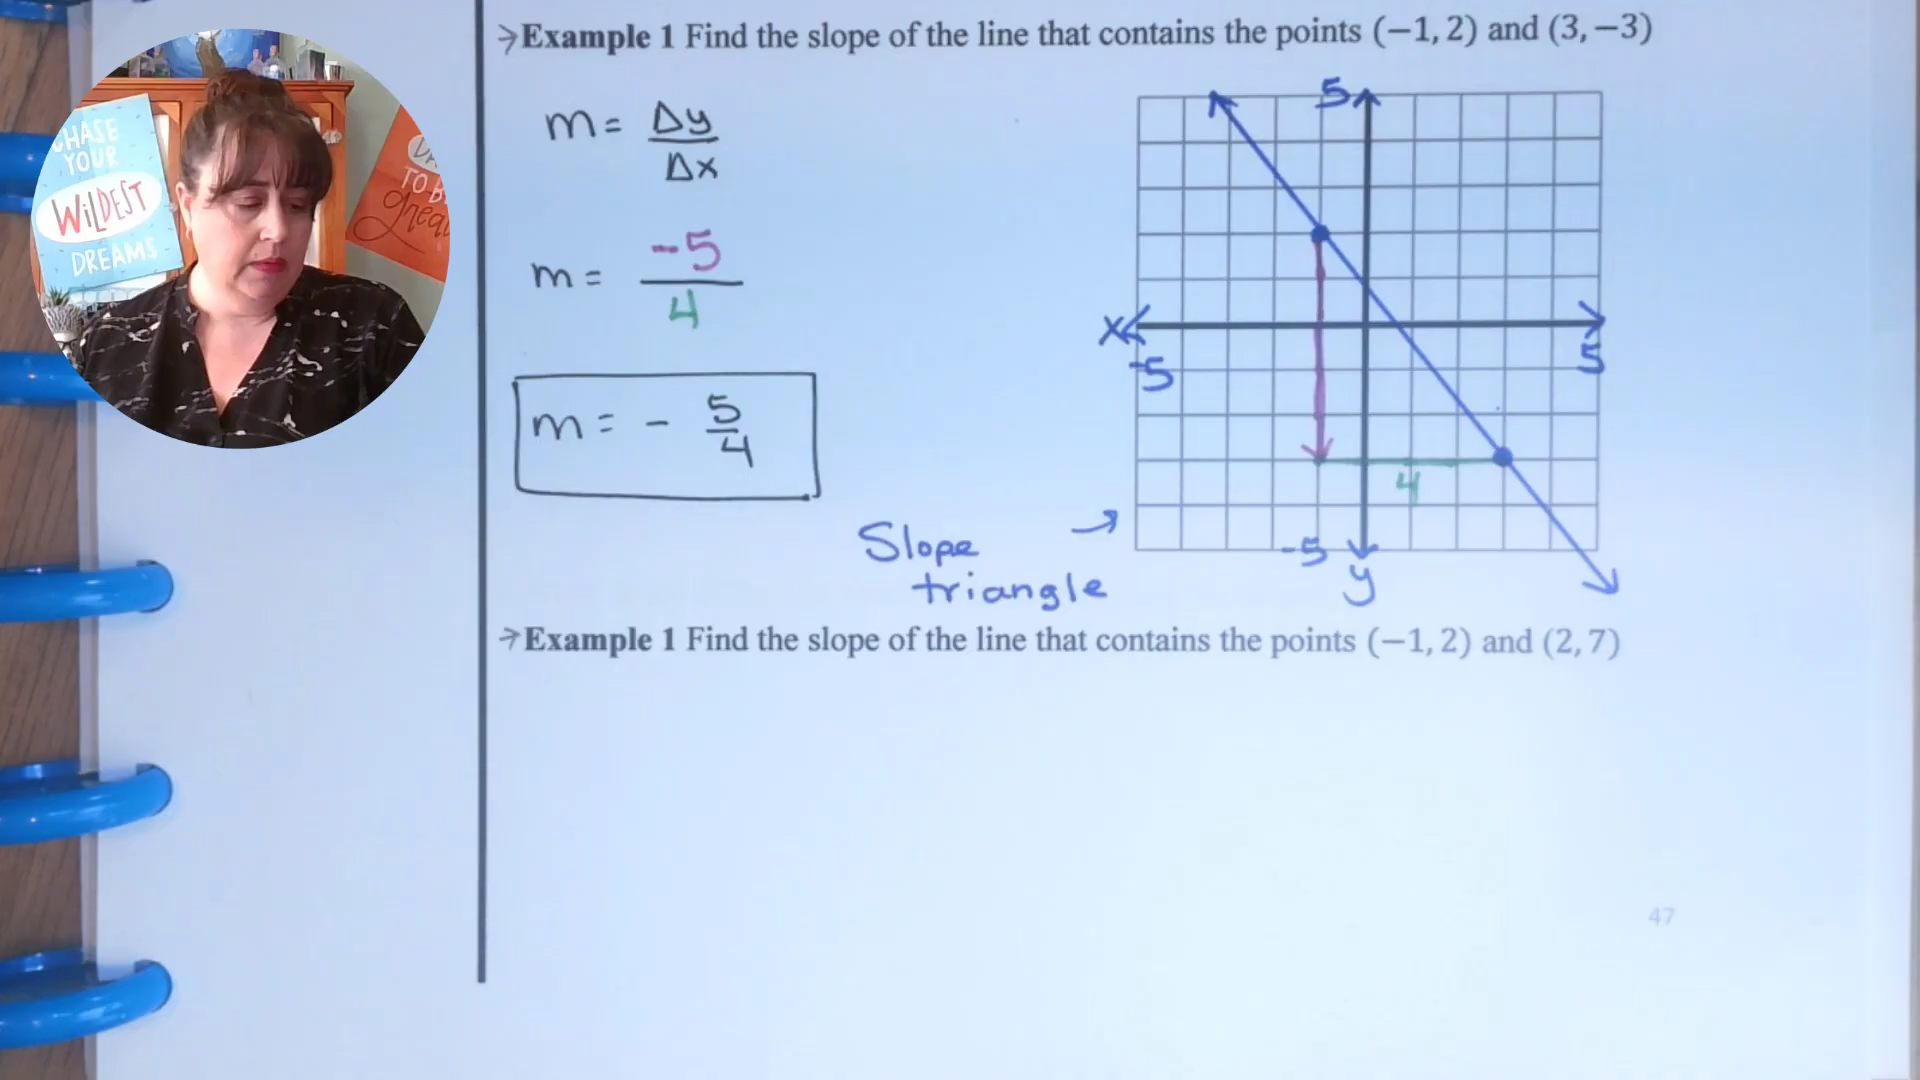 →Example 1 Find the slope of the line that contains the points (−1, 2) and (3, −3)
CHASE
YOUR
WiLDEST
DREAMS
TO
great
m = Δy
Δx
m = -5
4
m = - 5
4
5
x
-5
5
4
-5
y
Slope →
triangle
→Example 1 Find the slope of the line that contains the points (−1, 2) and (2, 7)
47